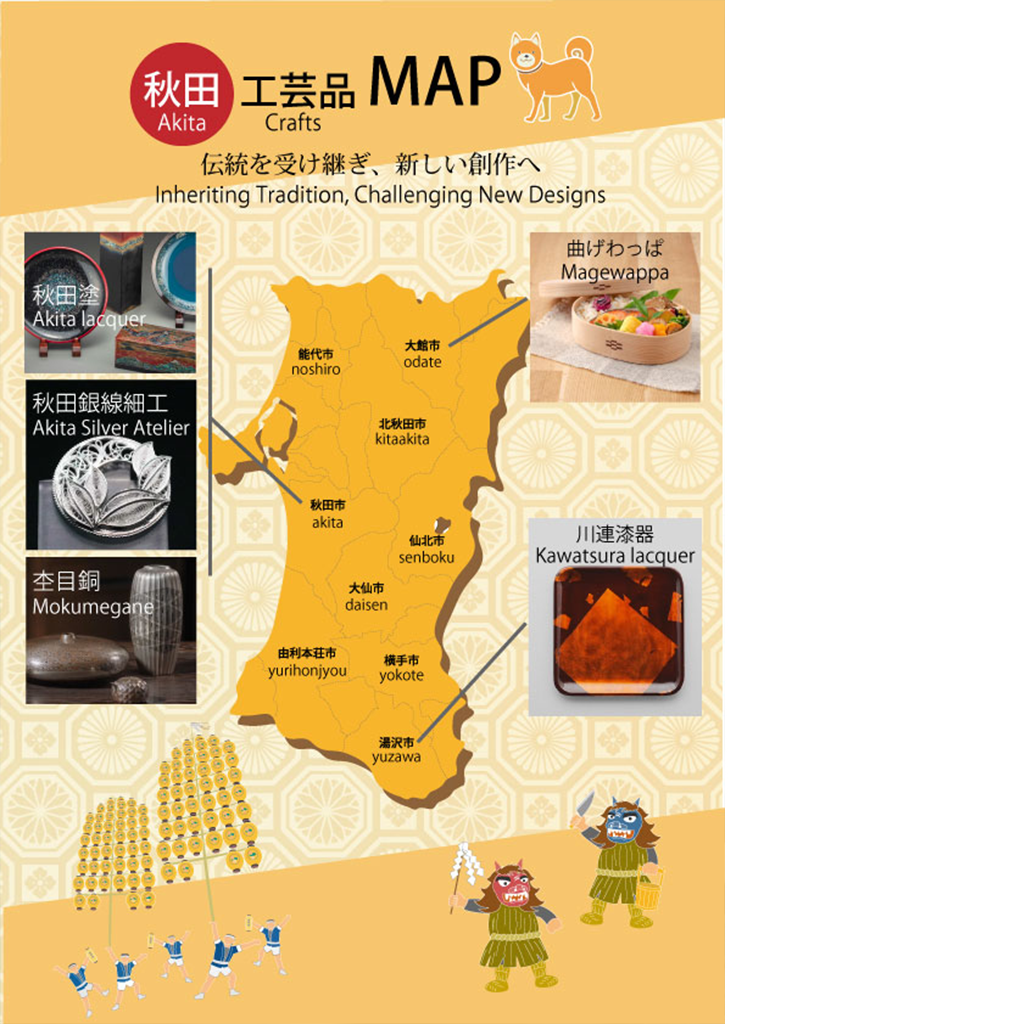 秋田
Akita
工芸品 MAP
Crafts
伝統を受け継ぎ、新しい創作へ
Inheriting Tradition, Challenging New Designs
秋田塗
Akita lacquer
秋田銀線細工
Akita Silver Atelier
杢目銅
Mokumegane
曲げわっぱ
Magewappa
川連漆器
Kawatsura lacquer
能代市
noshiro
大館市
odate
北秋田市
kitaakita
秋田市
akita
仙北市
senboku
大仙市
daisen
由利本荘市
yurihonjyou
横手市
yokote
湯沢市
yuzawa